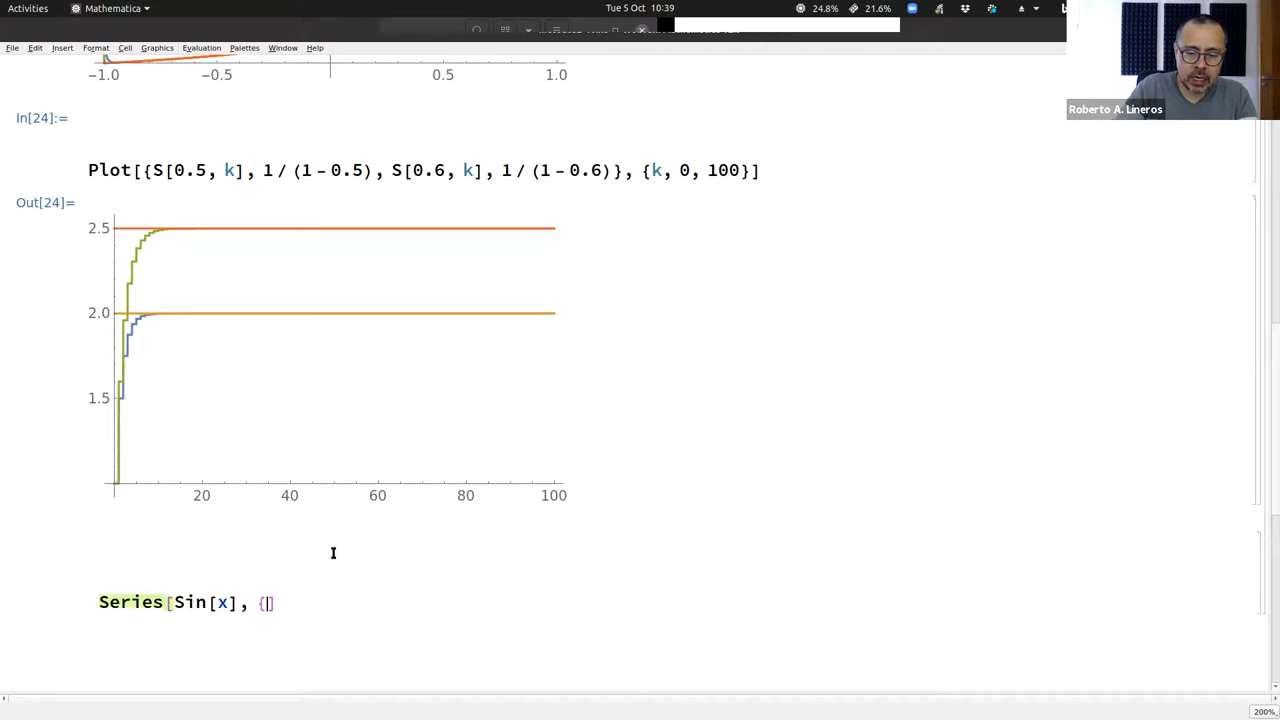 Activities Mathematica Tue 5 Oct 10:39 24.8% 21.6%
File Edit Insert Format Cell Graphics Evaluation Palettes Window Help
Roberto A. Lineros
-1.0 -0.5 0.5 1.0
In[24]:=
Plot[{S[0.5, k], 1/(1-0.5), S[0.6, k], 1/(1-0.6)}, {k, 0, 100}]
Out[24]=
2.5
2.0
1.5
20 40 60 80 100
Series[Sin[x], {]
200%